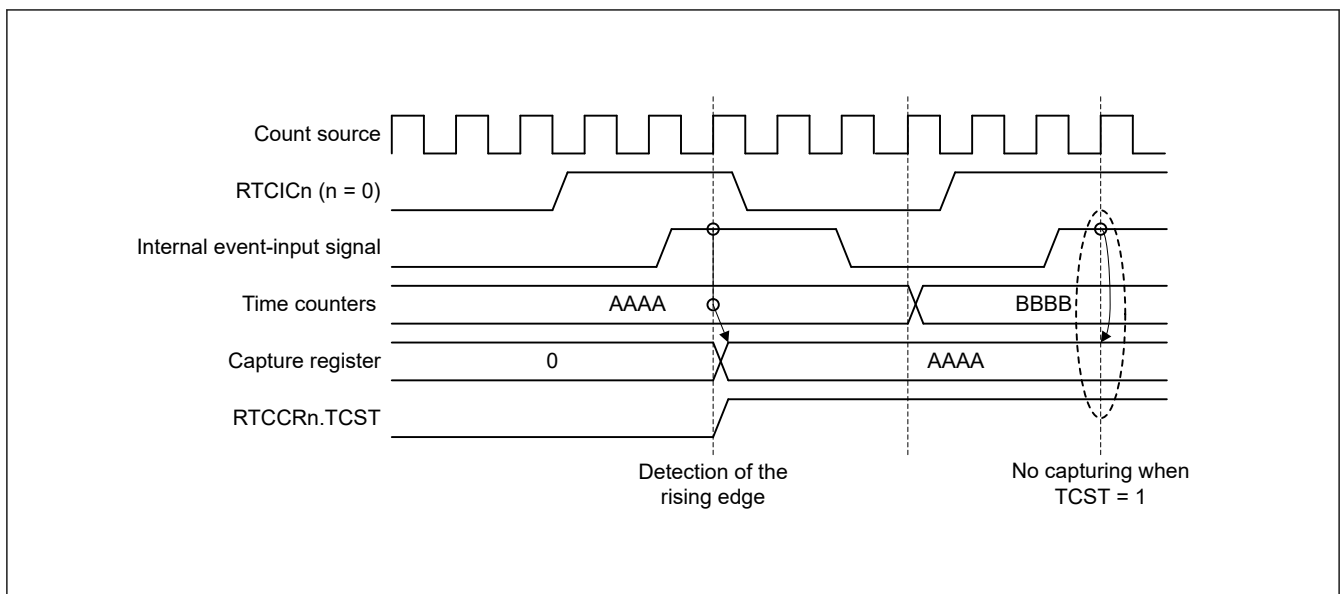 Count source
RTCICn (n = 0)
Internal event-input signal
Time counters
AAAA
BBBB
Capture register
0
AAAA
RTCCRn.TCST
Detection of the
rising edge
No capturing when
TCST = 1